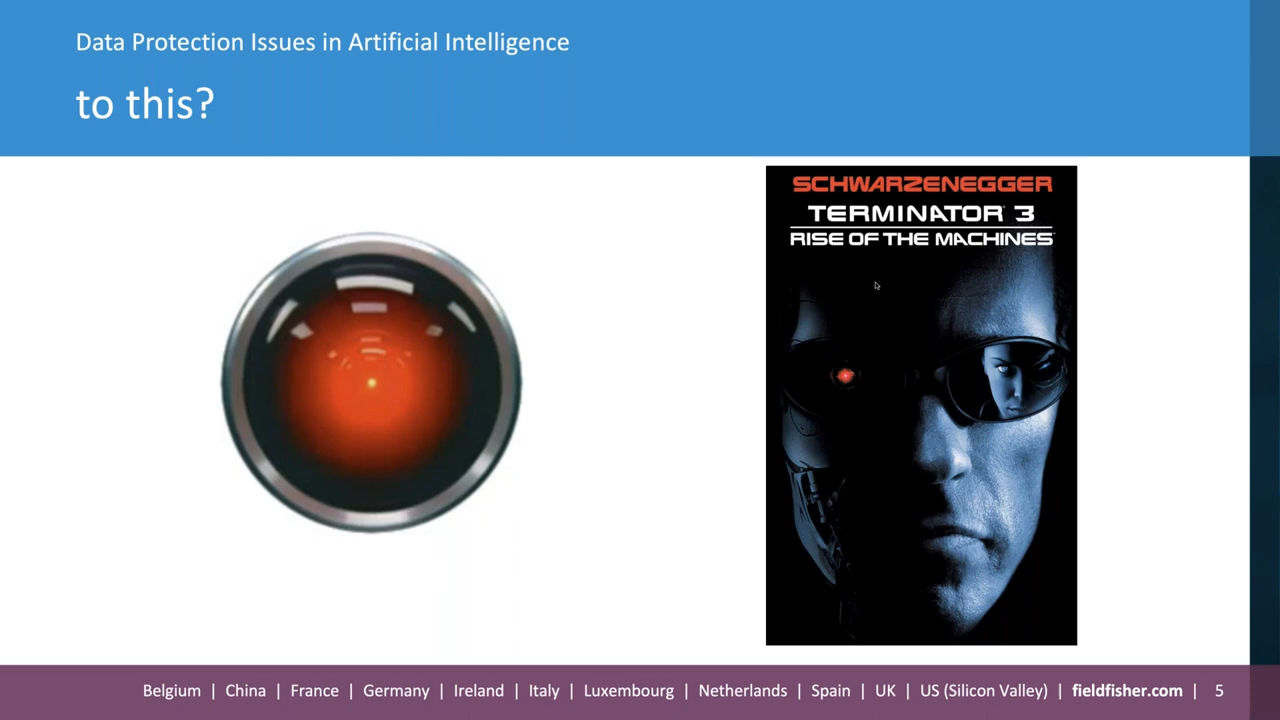 Data Protection Issues in Artificial Intelligence
to this?
SCHWARZENEGGER
TERMINATOR 3
RISE OF THE MACHINES
Belgium | China | France | Germany | Ireland | Italy | Luxembourg | Netherlands | Spain | UK | US (Silicon Valley) | fieldfisher.com | 5